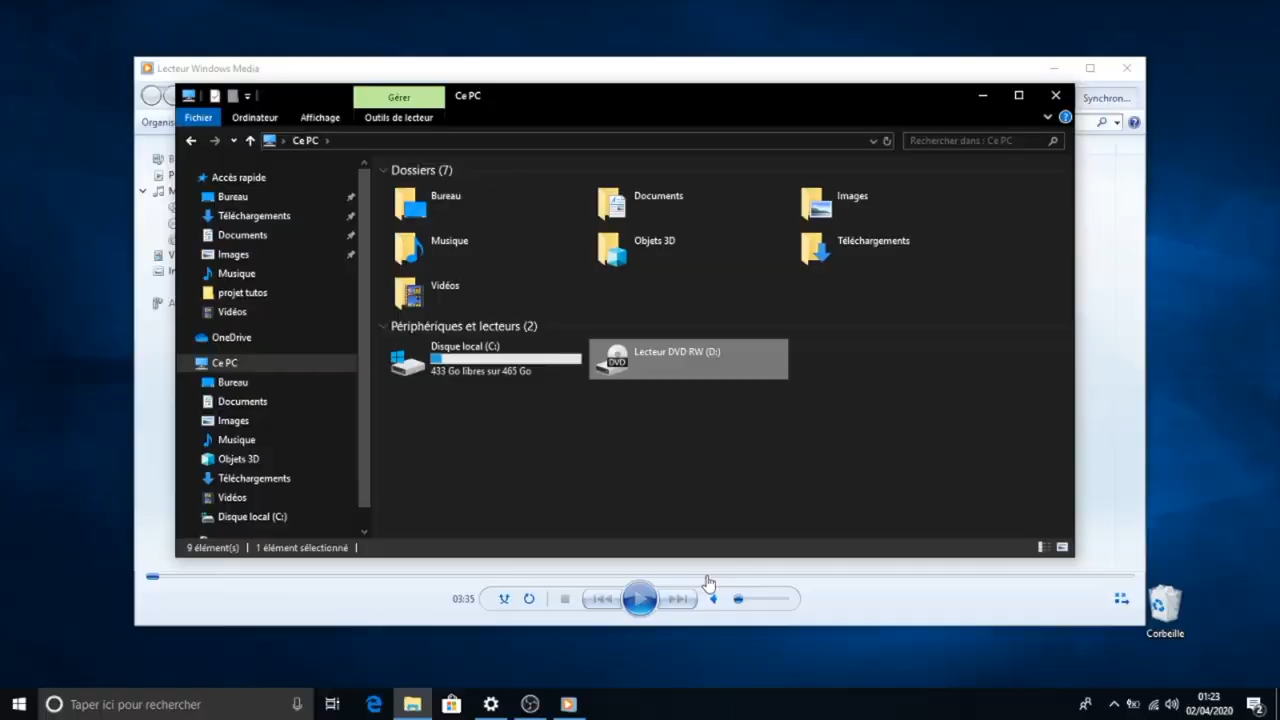 Lecteur Windows Media
Gérer
Ce PC
Synchron...
Fichier
Ordinateur
Affichage
Outils de lecteur
Organis
Ce PC
Rechercher dans : Ce PC
Accès rapide
Bureau
Téléchargements
Documents
Images
Musique
projet tutos
Vidéos
OneDrive
Ce PC
Bureau
Documents
Images
Musique
Objets 3D
Téléchargements
Vidéos
Disque local (C:)
Dossiers (7)
Bureau
Documents
Images
Musique
Objets 3D
Téléchargements
Vidéos
Périphériques et lecteurs (2)
Disque local (C:)
433 Go libres sur 465 Go
Lecteur DVD RW (D:)
DVD
9 élément(s)
1 élément sélectionné
03:35
Corbeille
Taper ici pour rechercher
01:23
02/04/2020
2